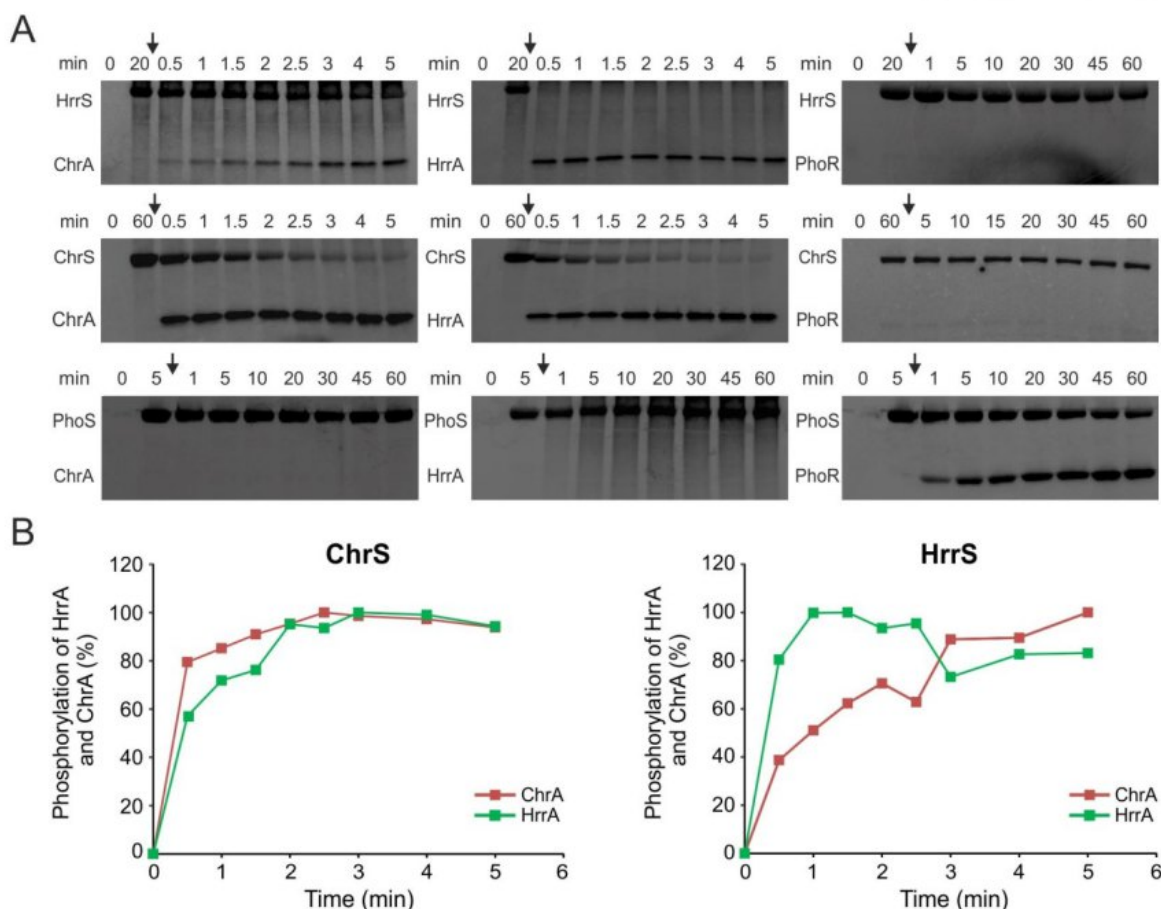 A
min 0 20 0.5 1 1.5 2 2.5 3 4 5
HrrS
ChrA
min 0 20 0.5 1 1.5 2 2.5 3 4 5
HrrS
HrrA
min 0 20 1 5 10 20 30 45 60
HrrS
PhoR
min 0 60 0.5 1 1.5 2 2.5 3 4 5
ChrS
ChrA
min 0 60 0.5 1 1.5 2 2.5 3 4 5
ChrS
HrrA
min 0 60 5 10 15 20 30 45 60
ChrS
PhoR
min 0 5 1 5 10 20 30 45 60
PhoS
ChrA
min 0 5 1 5 10 20 30 45 60
PhoS
HrrA
min 0 5 1 5 10 20 30 45 60
PhoS
PhoR
B
ChrS
Phosphorylation of HrrA
and ChrA (%)
120
100
80
60
40
20
0
0 1 2 3 4 5 6
Time (min)
ChrA
HrrA
HrrS
Phosphorylation of HrrA
and ChrA (%)
120
100
80
60
40
20
0
0 1 2 3 4 5 6
Time (min)
ChrA
HrrA